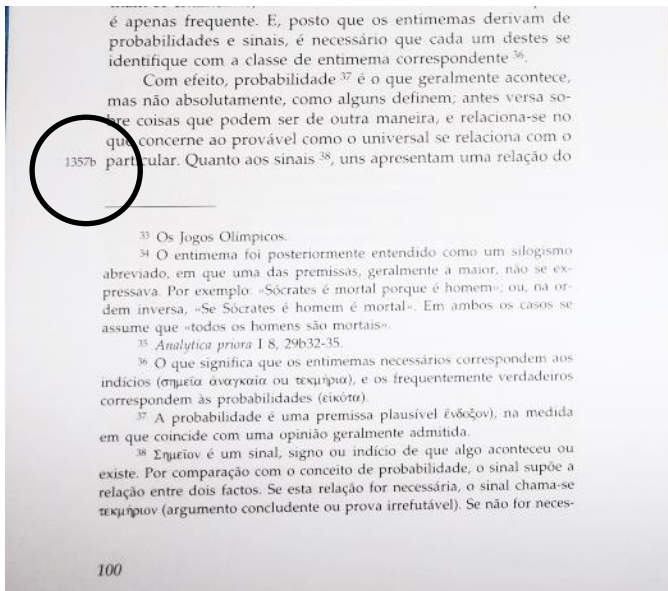 é apenas frequente. E, posto que os entimemas derivam de
probabilidades e sinais, é necessário que cada um destes se
identifique com a classe de entimema correspondente ³⁶.
Com efeito, probabilidade ³⁷ é o que geralmente acontece,
mas não absolutamente, como alguns definem; antes versa so-
bre coisas que podem ser de outra maneira, e relaciona-se no
que concerne ao provável como o universal se relaciona com o
1357b particular. Quanto aos sinais ³⁸, uns apresentam uma relação do
³³ Os Jogos Olímpicos.
³⁴ O entimema foi posteriormente entendido como um silogismo
abreviado, em que uma das premissas, geralmente a maior, não se ex-
pressava. Por exemplo: «Sócrates é mortal porque é homem»; ou, na or-
dem inversa, «Se Sócrates é homem é mortal». Em ambos os casos se
assume que «todos os homens são mortais».
³⁵ Analytica priora I 8, 29b32-35.
³⁶ O que significa que os entimemas necessários correspondem aos
indícios (σημεῖα ἀναγκαῖα ou τεκμήρια), e os frequentemente verdadeiros
correspondem às probabilidades (εἰκότα).
³⁷ A probabilidade é uma premissa plausível ἔνδοξον), na medida
em que coincide com uma opinião geralmente admitida.
³⁸ Σημεῖον é um sinal, signo ou indício de que algo aconteceu ou
existe. Por comparação com o conceito de probabilidade, o sinal supõe a
relação entre dois factos. Se esta relação for necessária, o sinal chama-se
τεκμήριον (argumento concludente ou prova irrefutável). Se não for neces-
100